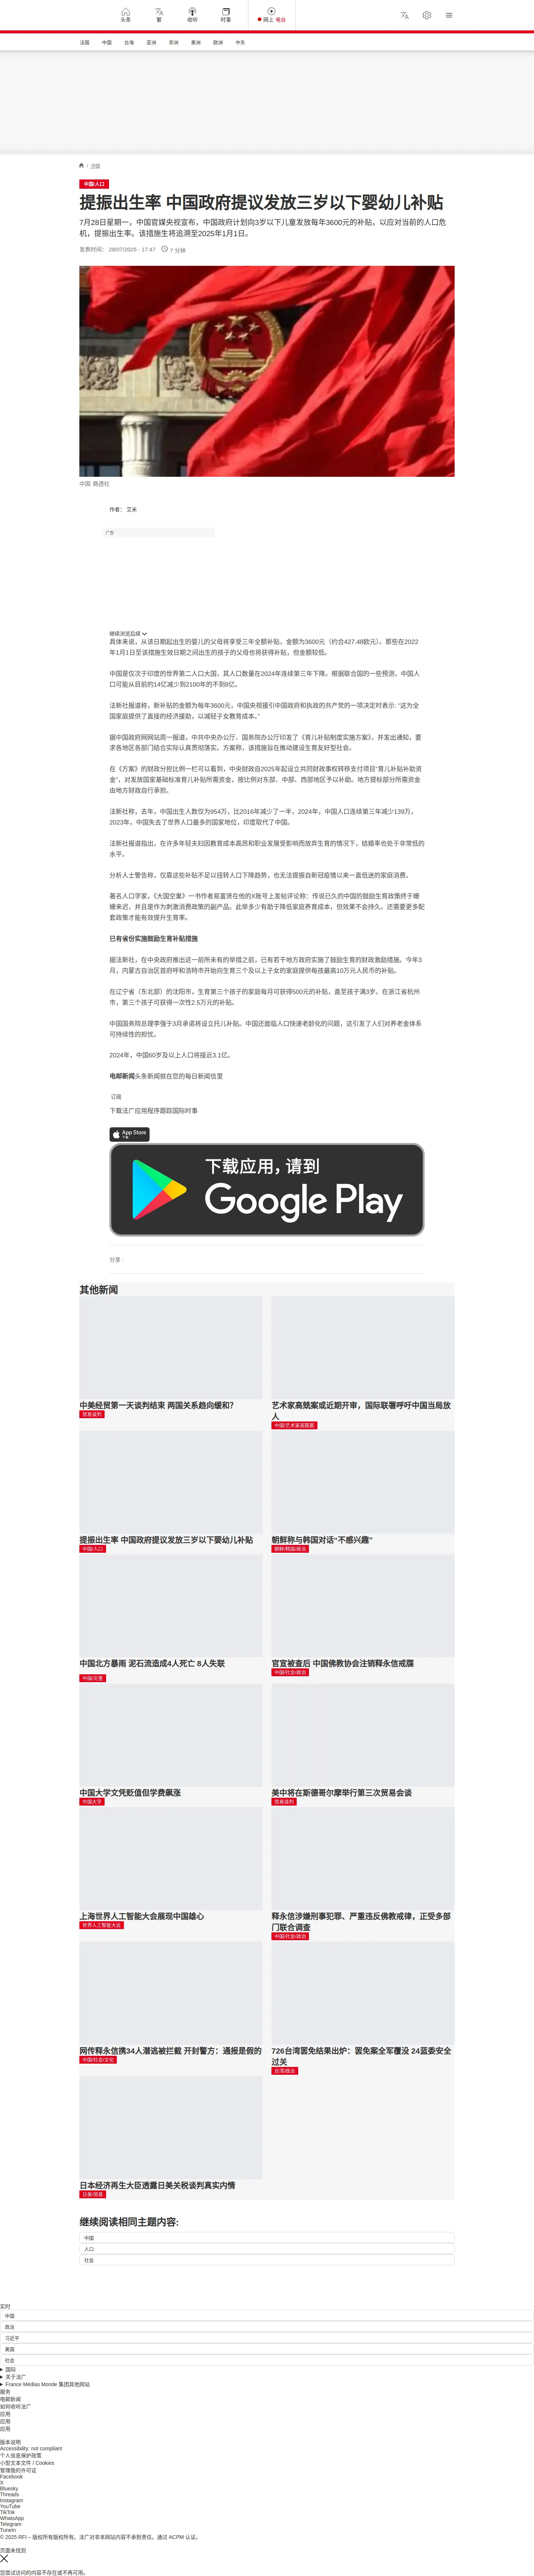 头条
繁
收听
时事
网上 电台
法国
中国
台海
亚洲
非洲
美洲
欧洲
中东
/ 法国
中国/人口
提振出生率 中国政府提议发放三岁以下婴幼儿补贴
7月28日星期一，中国官媒央视宣布，中国政府计划向3岁以下儿童发放每年3600元的补贴，以应对当前的人口危
机，提振出生率。该措施生将追溯至2025年1月1日。
发表时间： 28/07/2025 - 17:47 7 分钟
中国 路透社
作者： 艾米
广告
继续浏览后续
具体来说，从该日期起出生的婴儿的父母将享受三年全额补贴，金额为3600元（约合427.48欧元）。那些在2022
年1月1日至该措施生效日期之间出生的孩子的父母也将获得补贴，但金额较低。
中国是仅次于印度的世界第二人口大国，其人口数量在2024年连续第三年下降。根据联合国的一些预测，中国人
口可能从目前的14亿减少到2100年的不到8亿。
法新社报道称，新补贴的金额为每年3600元，中国央视援引中国政府和执政的共产党的一项决定时表示: “这为全
国家庭提供了直接的经济援助，以减轻子女教育成本。”
据中国政府网网站周一报道，中共中央办公厅、国务院办公厅印发了《育儿补贴制度实施方案》，并发出通知，要
求各地区各部门结合实际认真贯彻落实。方案称，该措施旨在推动建设生育友好型社会。
在《方案》的财政分担比例一栏可以看到，中央财政自2025年起设立共同财政事权转移支付项目“育儿补贴补助资
金”，对发放国家基础标准育儿补贴所需资金，按比例对东部、中部、西部地区予以补助。地方提标部分所需资金
由地方财政自行承担。
法新社称，去年，中国出生人数仅为954万，比2016年减少了一半，2024年，中国人口连续第三年减少139万，
2023年，中国失去了世界人口最多的国家地位，印度取代了中国。
法新社报道指出，在许多年轻夫妇因教育成本高昂和职业发展受影响而放弃生育的情况下，结婚率也处于非常低的
水平。
分析人士警告称，仅靠这些补贴不足以扭转人口下降趋势，也无法提振自新冠疫情以来一直低迷的家庭消费。
著名人口学家，《大国空巢》一书作者易富贤在他的X账号上发帖评论称：传说已久的中国的鼓励生育政策终于姗
姗来迟，并且是作为刺激消费政策的副产品。此举多少有助于降低家庭养育成本，但效果不会持久，还需要更多配
套政策才能有效提升生育率。
已有省份实施鼓励生育补贴措施
据法新社，在中央政府推出这一前所未有的举措之前，已有若干地方政府实施了鼓励生育的财政激励措施。今年3
月，内蒙古自治区首府呼和浩特市开始向生育三个及以上子女的家庭提供每孩最高10万元人民币的补贴。
在辽宁省（东北部）的沈阳市，生育第三个孩子的家庭每月可获得500元的补贴，直至孩子满3岁。在浙江省杭州
市，第三个孩子可获得一次性2.5万元的补贴。
中国国务院总理李强于3月承诺将设立托儿补贴。中国还面临人口快速老龄化的问题，这引发了人们对养老金体系
可持续性的担忧。
2024年，中国60岁及以上人口将接近3.1亿。
电邮新闻头条新闻就在您的每日新闻信里
订阅
下载法广应用程序跟踪国际时事
App Store
下载
下载应用，请到
Google Play
分享 :
其他新闻
中美经贸第一天谈判结束 两国关系趋向缓和？
贸易谈判
艺术家高兟案或近期开审，国际联署呼吁中国当局放
人
中国/艺术家高兟案
提振出生率 中国政府提议发放三岁以下婴幼儿补贴
中国/人口
朝鲜称与韩国对话“不感兴趣”
朝鲜/韩国/政治
中国北方暴雨 泥石流造成4人死亡 8人失联
中国/灾害
官宣被查后 中国佛教协会注销释永信戒牒
中国/社会/政治
中国大学文凭贬值但学费飙涨
中国大学
美中将在斯德哥尔摩举行第三次贸易会谈
贸易谈判
上海世界人工智能大会展现中国雄心
世界人工智能大会
释永信涉嫌刑事犯罪、严重违反佛教戒律，正受多部
门联合调查
中国/社会/政治
网传释永信携34人潜逃被拦截 开封警方：通报是假的
中国/社会/文化
726台湾罢免结果出炉：罢免案全军覆没 24蓝委安全
过关
台湾/政治
日本经济再生大臣透露日美关税谈判真实内情
日美/贸易
继续阅读相同主题内容:
中国
人口
社会
实时
中国
政治
习近平
美国
社会
国际
关于法广
France Médias Monde 集团其他网站
服务
电邮新闻
如何收听法广
应用
应用
应用
版本说明
Accessibility: not compliant
个人信息保护政策
小型文本文件 / Cookies
管理我的许可证
Facebook
X
Bluesky
Threads
Instagram
YouTube
TikTok
WhatsApp
Telegram
TuneIn
© 2025 RFI – 版权所有版权所有。法广对非本网站内容不承担责任。通过 ACPM 认证。
页面未找到
您尝试访问的内容不存在或不再可用。